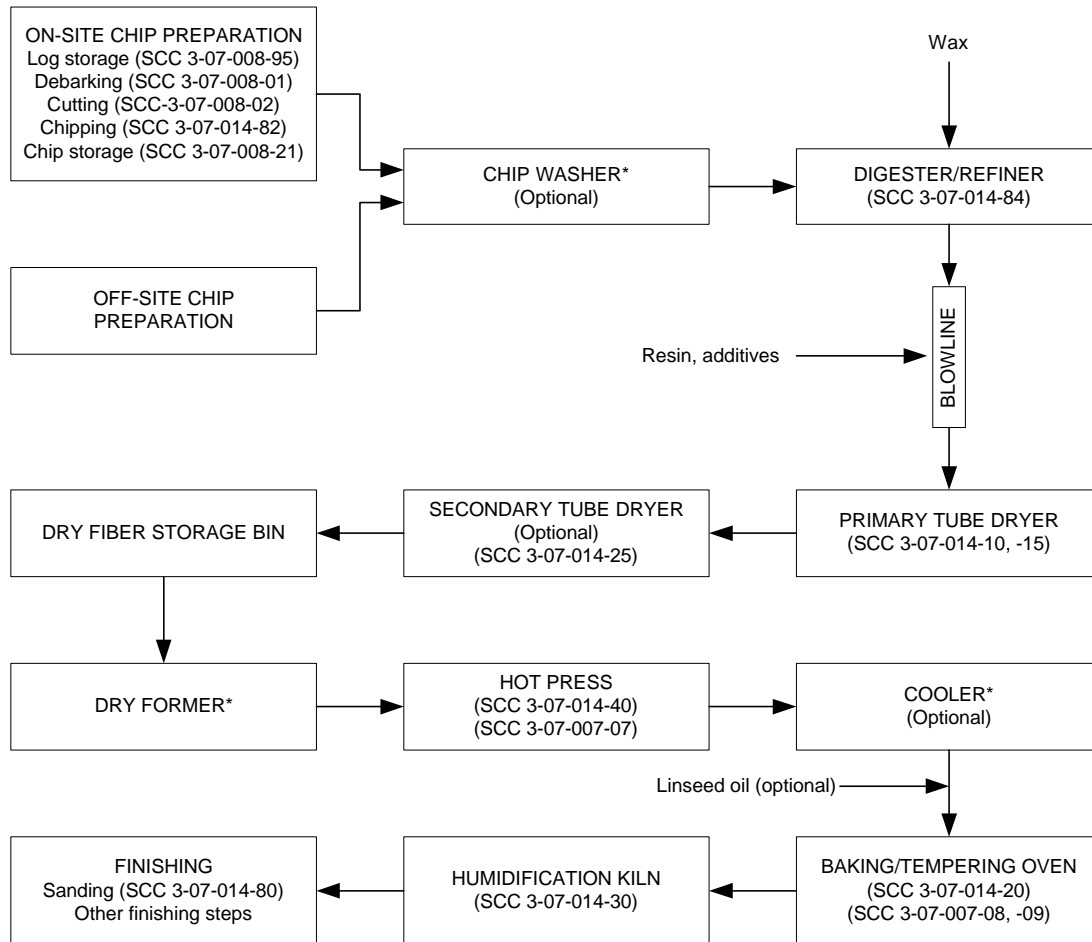 ON-SITE CHIP PREPARATION
Log storage (SCC 3-07-008-95)
Debarking (SCC 3-07-008-01)
Cutting (SCC-3-07-008-02)
Chipping (SCC 3-07-014-82)
Chip storage (SCC 3-07-008-21)
OFF-SITE CHIP
PREPARATION
CHIP WASHER*
(Optional)
Wax
DIGESTER/REFINER
(SCC 3-07-014-84)
Resin, additives
BLOWLINE
PRIMARY TUBE DRYER
(SCC 3-07-014-10, -15)
SECONDARY TUBE DRYER
(Optional)
(SCC 3-07-014-25)
DRY FIBER STORAGE BIN
DRY FORMER*
HOT PRESS
(SCC 3-07-014-40)
(SCC 3-07-007-07)
COOLER*
(Optional)
Linseed oil (optional)
BAKING/TEMPERING OVEN
(SCC 3-07-014-20)
(SCC 3-07-007-08, -09)
HUMIDIFICATION KILN
(SCC 3-07-014-30)
FINISHING
Sanding (SCC 3-07-014-80)
Other finishing steps